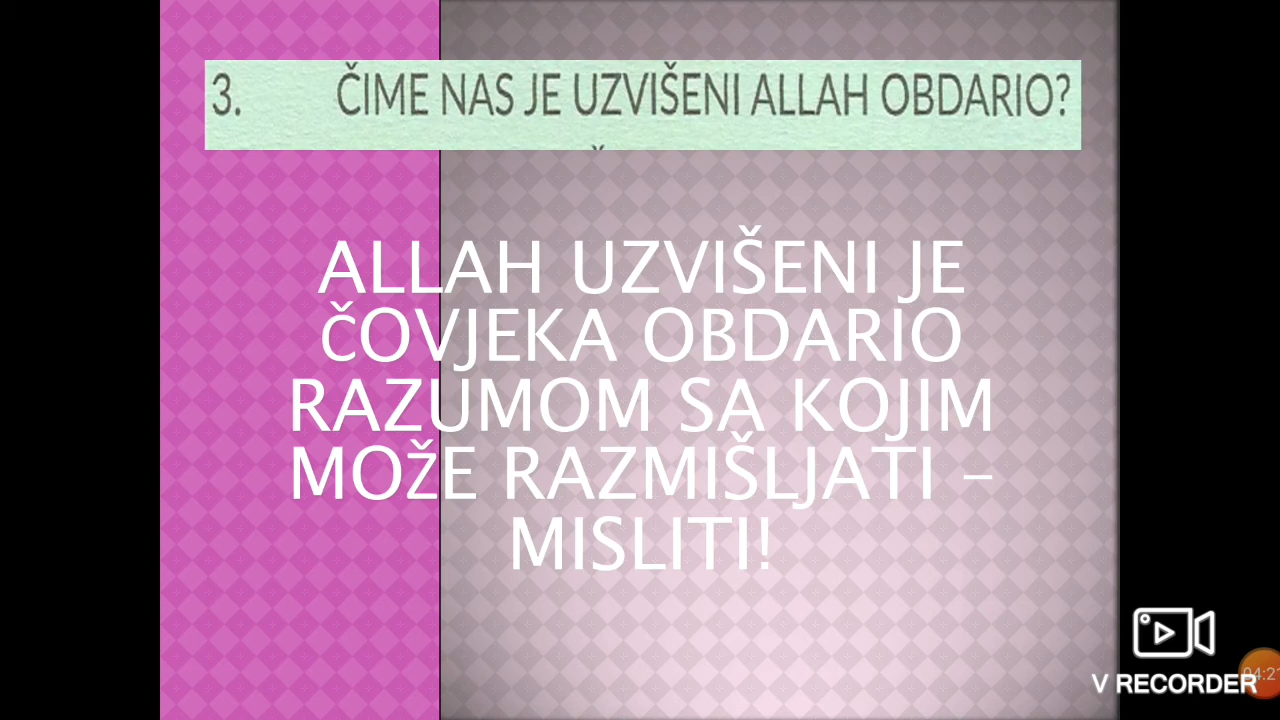 3. ČIME NAS JE UZVIŠENI ALLAH OBDARIO?
ALLAH UZVIŠENI JE
ČOVJEKA OBDARIO
RAZUMOM SA KOJIM
MOŽE RAZMIŠLJATI –
MISLITI!
V RECORDER